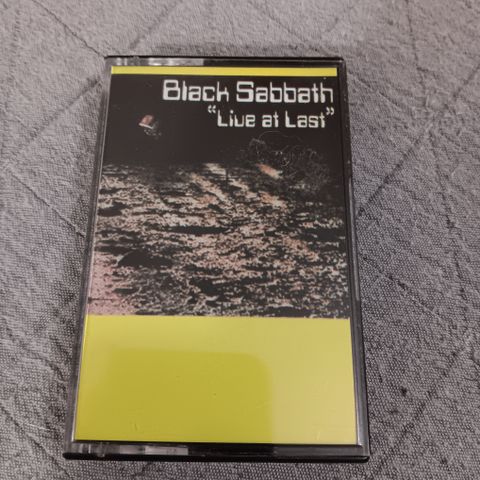 Black Sabbath
“Live at Last”